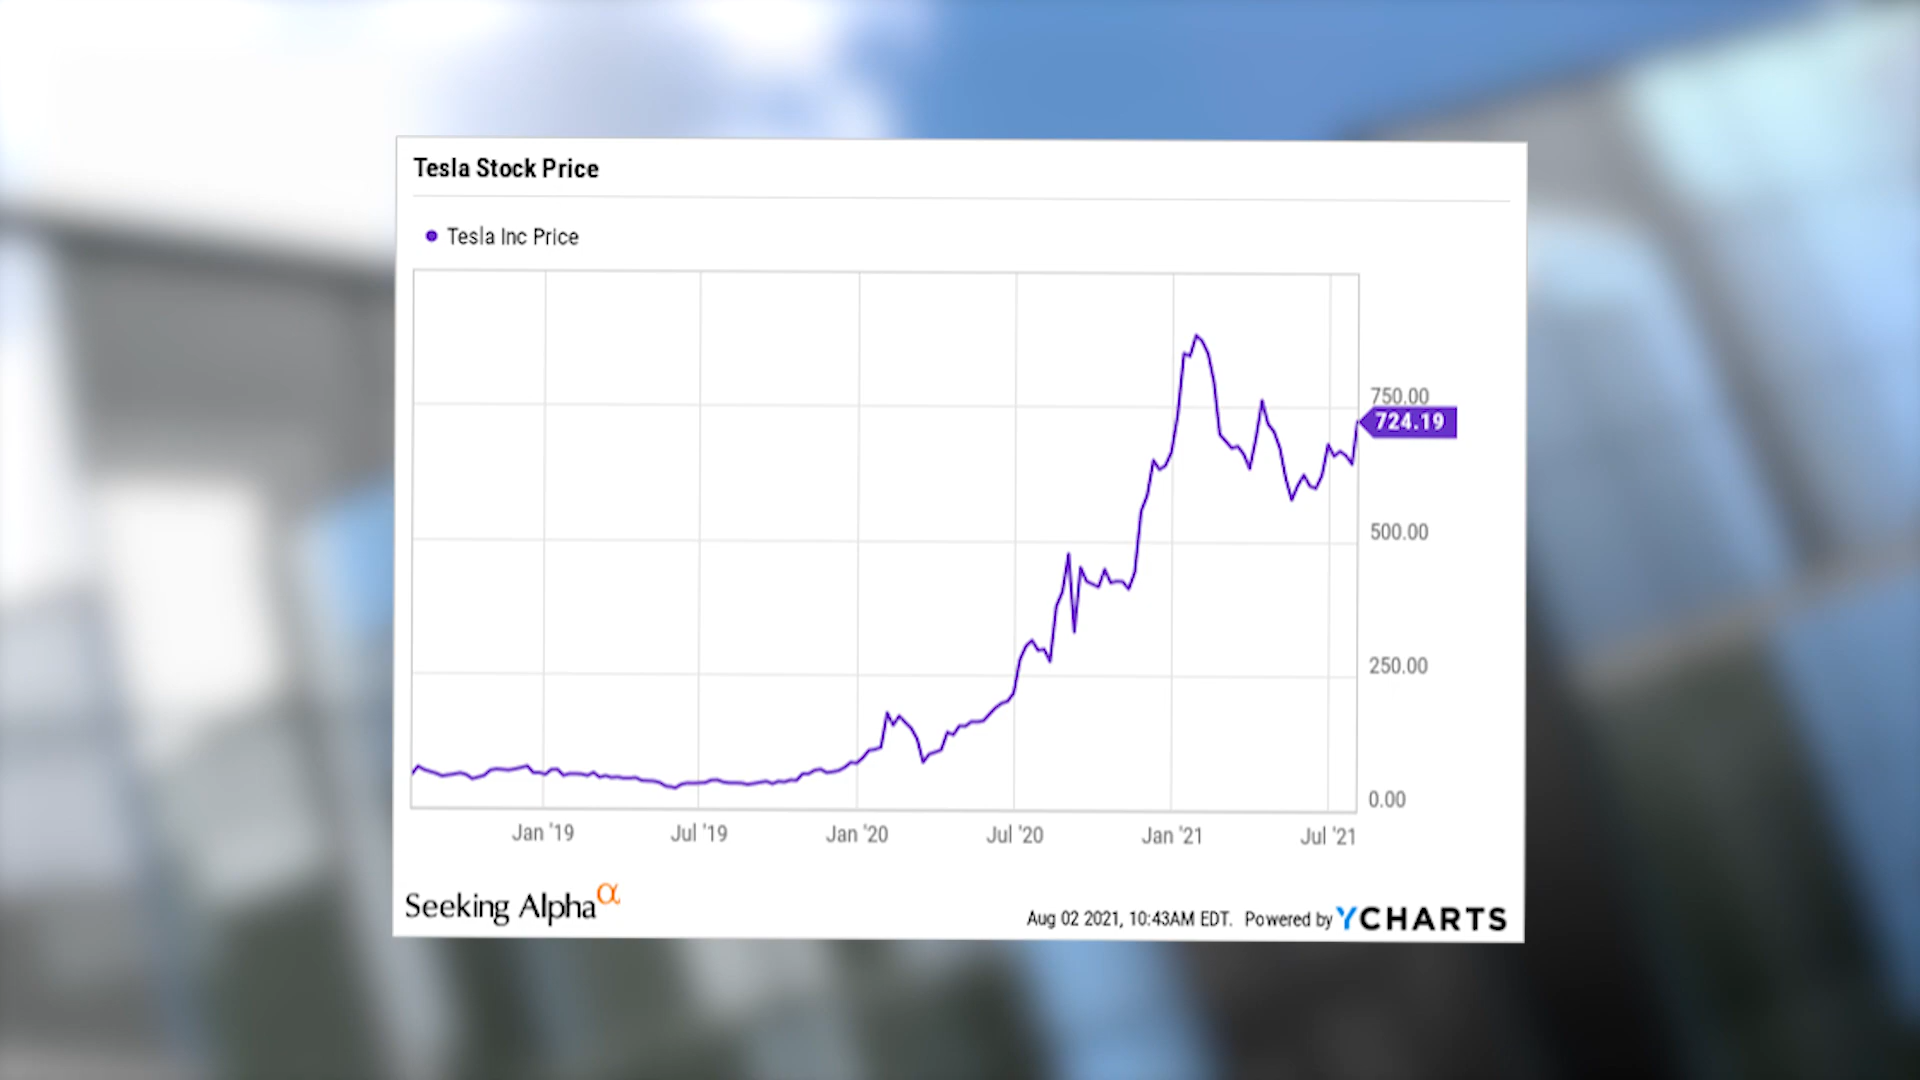 Tesla Stock Price
Tesla Inc Price
750.00
724.19
500.00
250.00
0.00
Jan '19 Jul '19 Jan '20 Jul '20 Jan '21 Jul '21
Seeking Alphaα
Aug 02 2021, 10:43AM EDT. Powered by YCHARTS